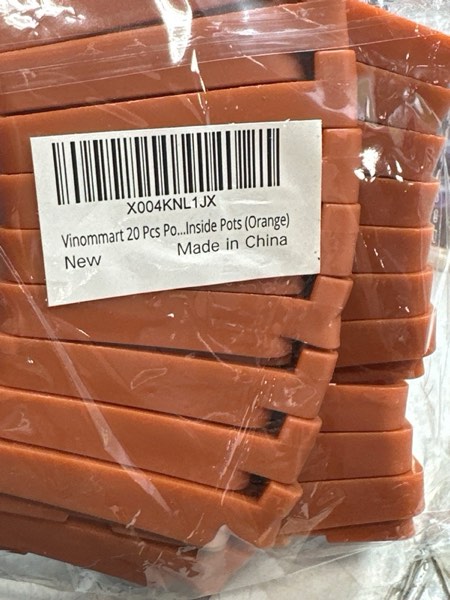 X004KNL1JX
Vinommart 20 Pcs Po...Inside Pots (Orange)
New Made in China